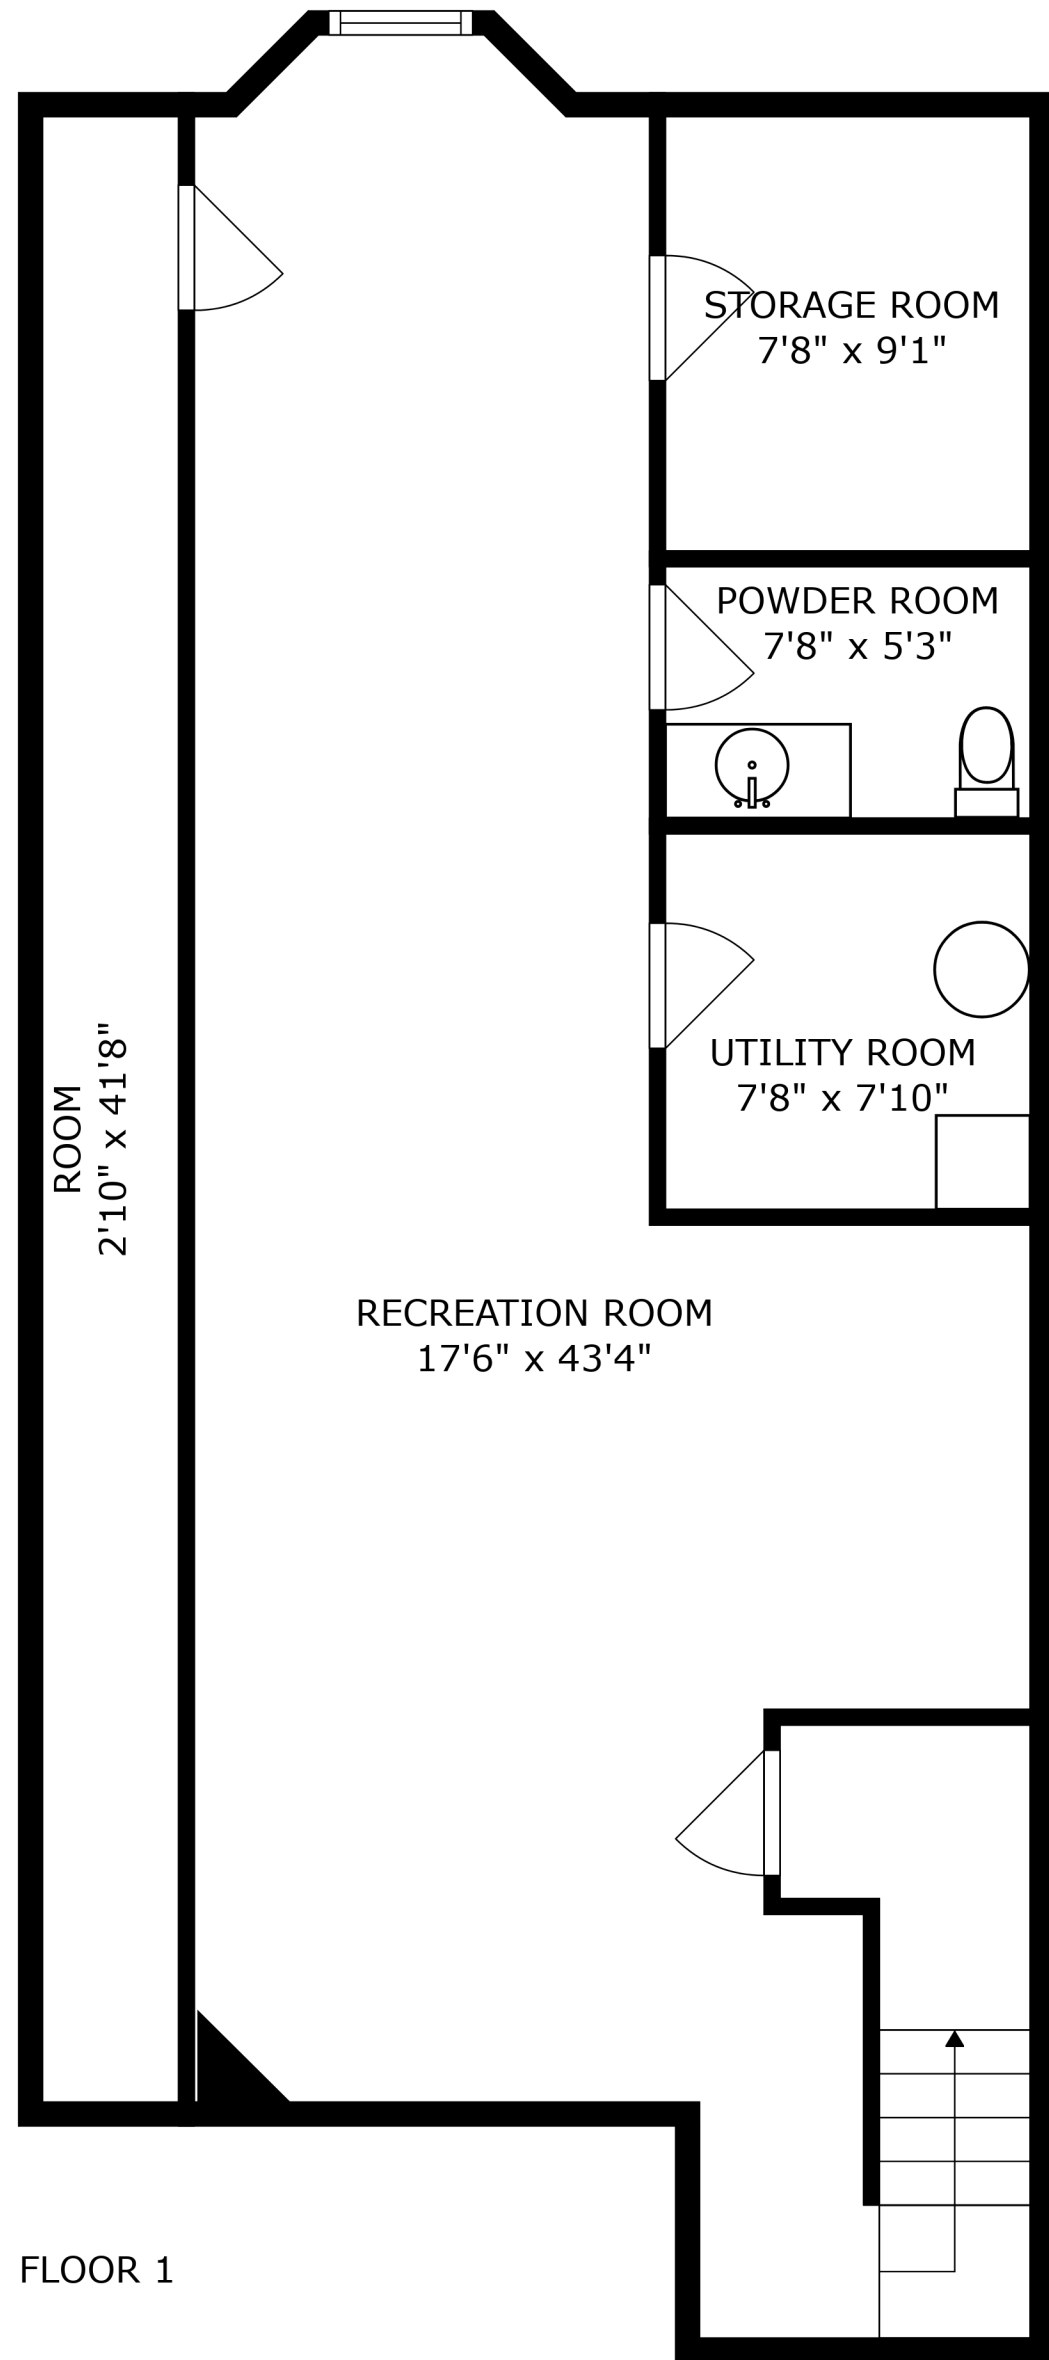 STORAGE ROOM
7'8" x 9'1"
POWDER ROOM
7'8" x 5'3"
UTILITY ROOM
7'8" x 7'10"
ROOM
2'10" x 41'8"
RECREATION ROOM
17'6" x 43'4"
FLOOR 1